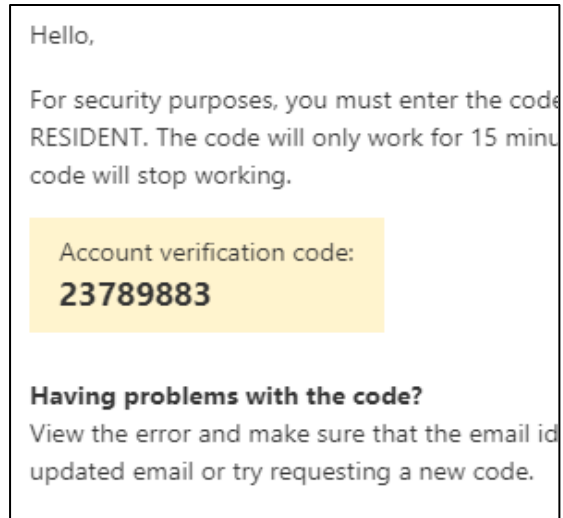 Hello,
For security purposes, you must enter the code
RESIDENT. The code will only work for 15 minu
code will stop working.
Account verification code:
23789883
Having problems with the code?
View the error and make sure that the email id
updated email or try requesting a new code.